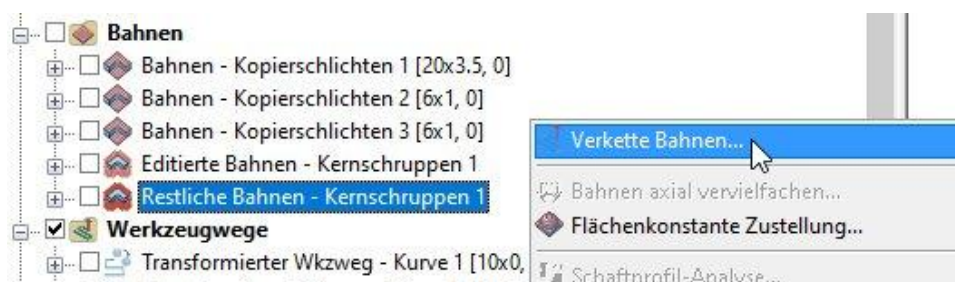 Bahnen
Bahnen - Kopierschlichten 1 [20x3.5, 0]
Bahnen - Kopierschlichten 2 [6x1, 0]
Bahnen - Kopierschlichten 3 [6x1, 0]
Editierte Bahnen - Kernschruppen 1
Restliche Bahnen - Kernschruppen 1
Werkzeugwege
Transformierter Wkzweg - Kurve 1 [10x0,
Verkette Bahnen...
Bahnen axial vervielfachen...
Flächenkonstante Zustellung...
Schaftprofil-Analyse...